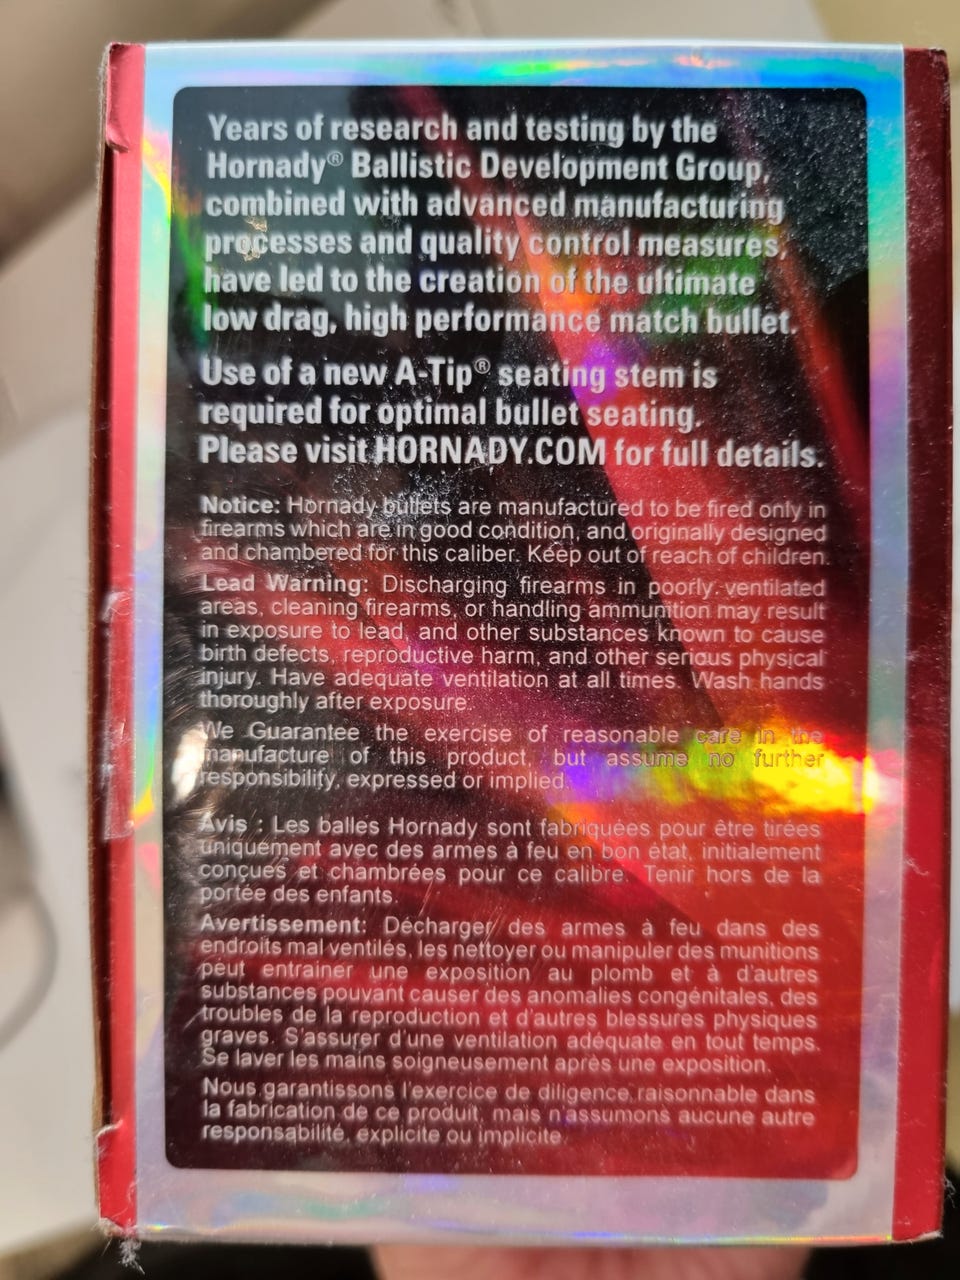 Years of research and testing by the
Hornady® Ballistic Development Group,
combined with advanced manufacturing
processes and quality control measures,
have led to the creation of the ultimate
low drag, high performance match bullet.
Use of a new A-Tip® seating stem is
required for optimal bullet seating.
Please visit HORNADY.COM for full details.
Notice: Hornady bullets are manufactured to be fired only in
firearms which are in good condition, and originally designed
and chambered for this caliber. Keep out of reach of children.
Lead Warning: Discharging firearms in poorly ventilated
areas, cleaning firearms, or handling ammunition may result
in exposure to lead, and other substances known to cause
birth defects, reproductive harm, and other serious physical
injury. Have adequate ventilation at all times. Wash hands
thoroughly after exposure.
We Guarantee the exercise of reasonable care in the
manufacture of this product, but assume no further
responsibility, expressed or implied.
Avis : Les balles Hornady sont fabriquées pour être tirées
uniquement avec des armes à feu en bon état, initialement
conçues et chambrées pour ce calibre. Tenir hors de la
portée des enfants.
Avertissement: Décharger des armes à feu dans des
endroits mal ventilés, les nettoyer ou manipuler des munitions
peut entrainer une exposition au plomb et à d'autres
substances pouvant causer des anomalies congénitales, des
troubles de la reproduction et d'autres blessures physiques
graves. S'assurer d'une ventilation adéquate en tout temps.
Se laver les mains soigneusement après une exposition.
Nous garantissons l'exercice de diligence raisonnable dans
la fabrication de ce produit, mais n'assumons aucune autre
responsabilité, explicite ou implicite.